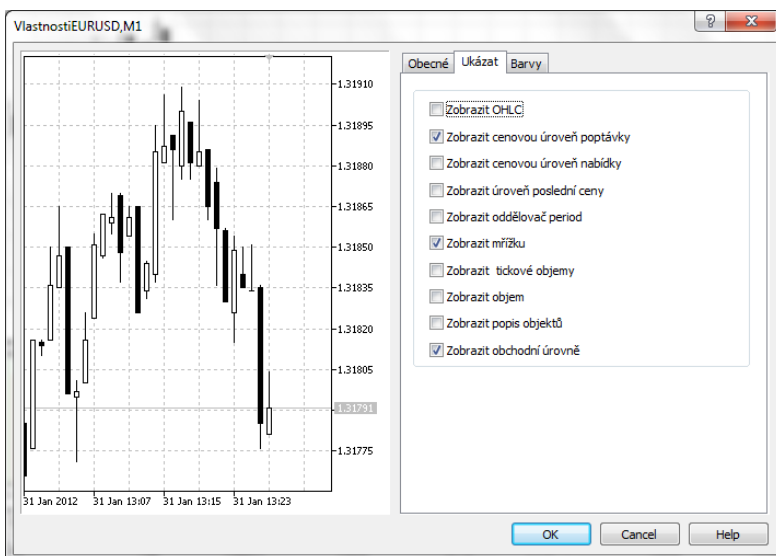 VlastnostiEURUSD,M1
Obecné Ukázat Barvy
1.31910
1.31895
1.31880
1.31865
1.31850
1.31835
1.31820
1.31805
1.31791
1.31775
31 Jan 2012 31 Jan 13:07 31 Jan 13:15 31 Jan 13:23
Zobrazit OHLC
Zobrazit cenovou úroveň poptávky
Zobrazit cenovou úroveň nabídky
Zobrazit úroveň poslední ceny
Zobrazit oddělovač period
Zobrazit mřížku
Zobrazit tickové objemy
Zobrazit objem
Zobrazit popis objektů
Zobrazit obchodní úrovně
OK Cancel Help